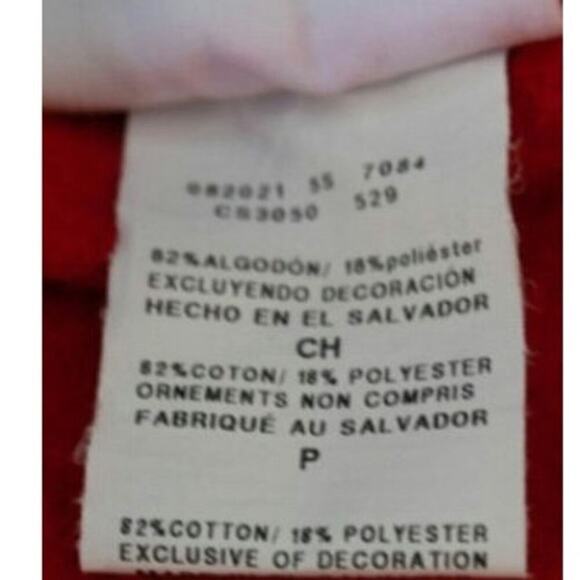 082021 55 7084
CS3050 529
82%ALGODÓN/ 18%poliéster
EXCLUYENDO DECORACIÓN
HECHO EN EL SALVADOR
CH
82%COTON/ 18% POLYESTER
ORNEMENTS NON COMPRIS
FABRIQUÉ AU SALVADOR
P
82%COTTON/ 18% POLYESTER
EXCLUSIVE OF DECORATION